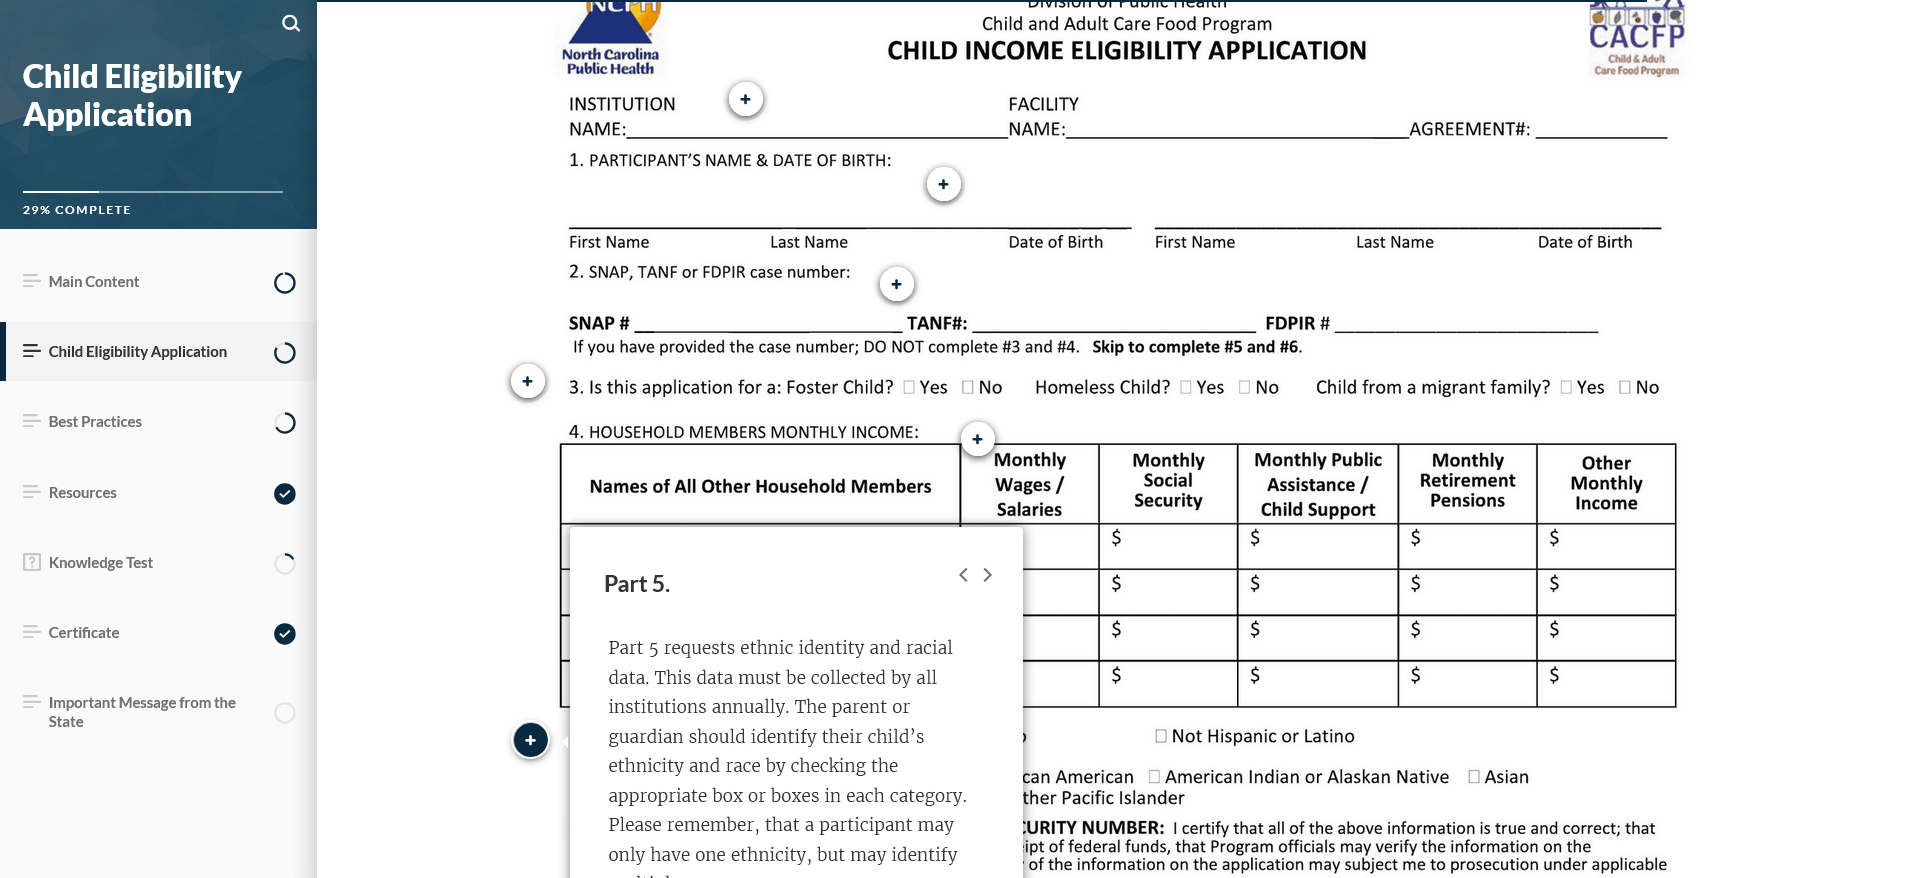 Child Eligibility
Application
29% COMPLETE
Main Content
Child Eligibility Application
Best Practices
Resources
Knowledge Test
Certificate
Important Message from the
State
NCPH
North Carolina
Public Health
Division of Public Health
Child and Adult Care Food Program
CHILD INCOME ELIGIBILITY APPLICATION
CACFP
Child & Adult
Care Food Program
INSTITUTION FACILITY
NAME: NAME: AGREEMENT#:
1. PARTICIPANT'S NAME & DATE OF BIRTH:
First Name Last Name Date of Birth First Name Last Name Date of Birth
2. SNAP, TANF or FDPIR case number:
SNAP # TANF#: FDPIR #
If you have provided the case number; DO NOT complete #3 and #4. Skip to complete #5 and #6.
3. Is this application for a: Foster Child? Yes No Homeless Child? Yes No Child from a migrant family? Yes No
4. HOUSEHOLD MEMBERS MONTHLY INCOME:
Names of All Other Household Members
Monthly
Wages /
Salaries
Monthly
Social
Security
Monthly Public
Assistance /
Child Support
Monthly
Retirement
Pensions
Other
Monthly
Income
$ $ $ $
$ $ $ $
$ $ $ $
$ $ $ $
Part 5.
Part 5 requests ethnic identity and racial
data. This data must be collected by all
institutions annually. The parent or
guardian should identify their child's
ethnicity and race by checking the
appropriate box or boxes in each category.
Please remember, that a participant may
only have one ethnicity, but may identify
Not Hispanic or Latino
can American American Indian or Alaskan Native Asian
ther Pacific Islander
CURITY NUMBER: I certify that all of the above information is true and correct; that
ipt of federal funds, that Program officials may verify the information on the
of the information on the application may subject me to prosecution under applicable